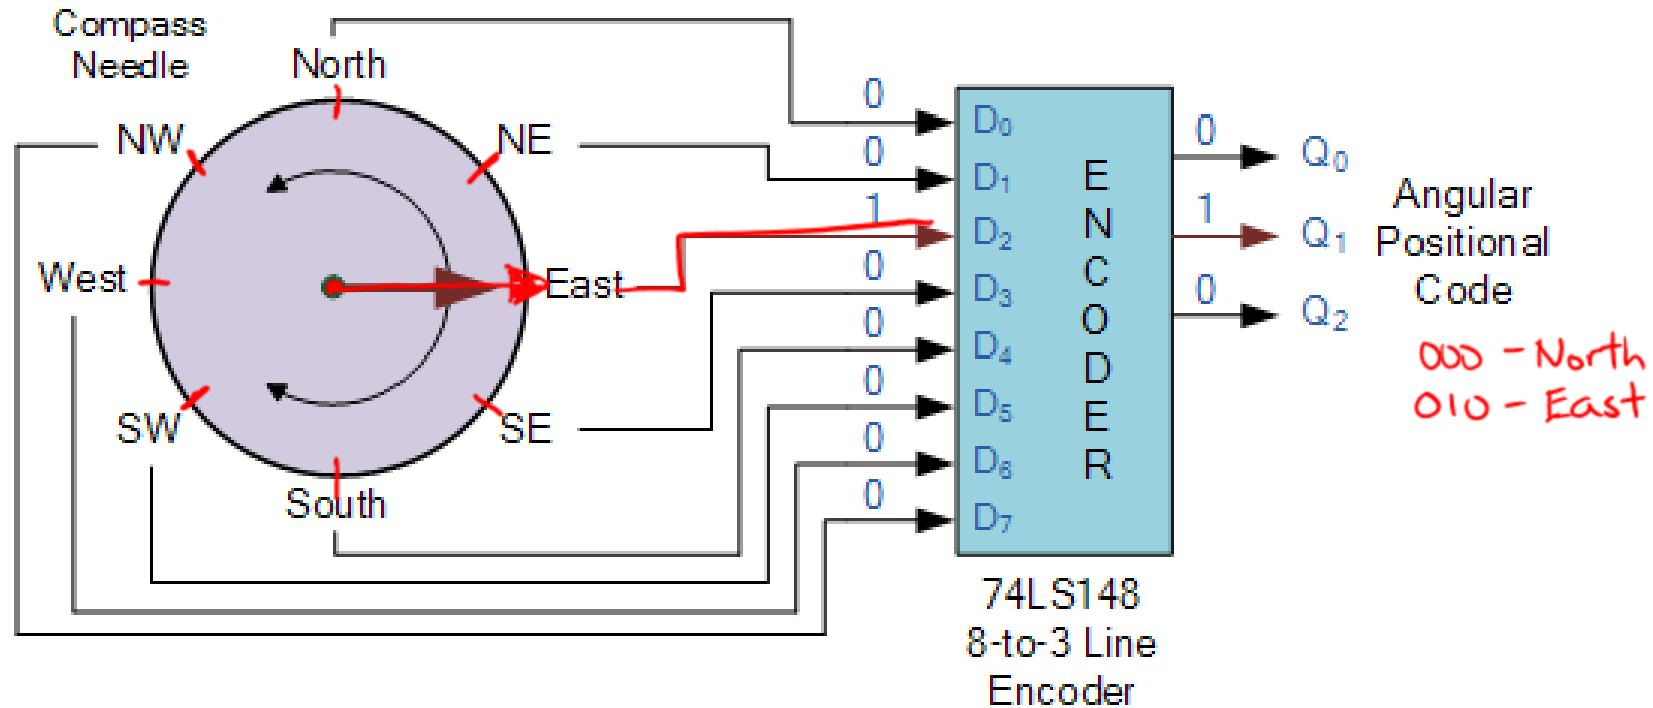 Compass
Needle
North
NW
NE
West
East
SW
SE
South
0
0
1
0
0
0
0
0
D0
D1
D2
D3
D4
D5
D6
D7
ENCODER
0
1
0
Q0
Q1
Q2
Angular
Positional
Code
000 - North
010 - East
74LS148
8-to-3 Line
Encoder